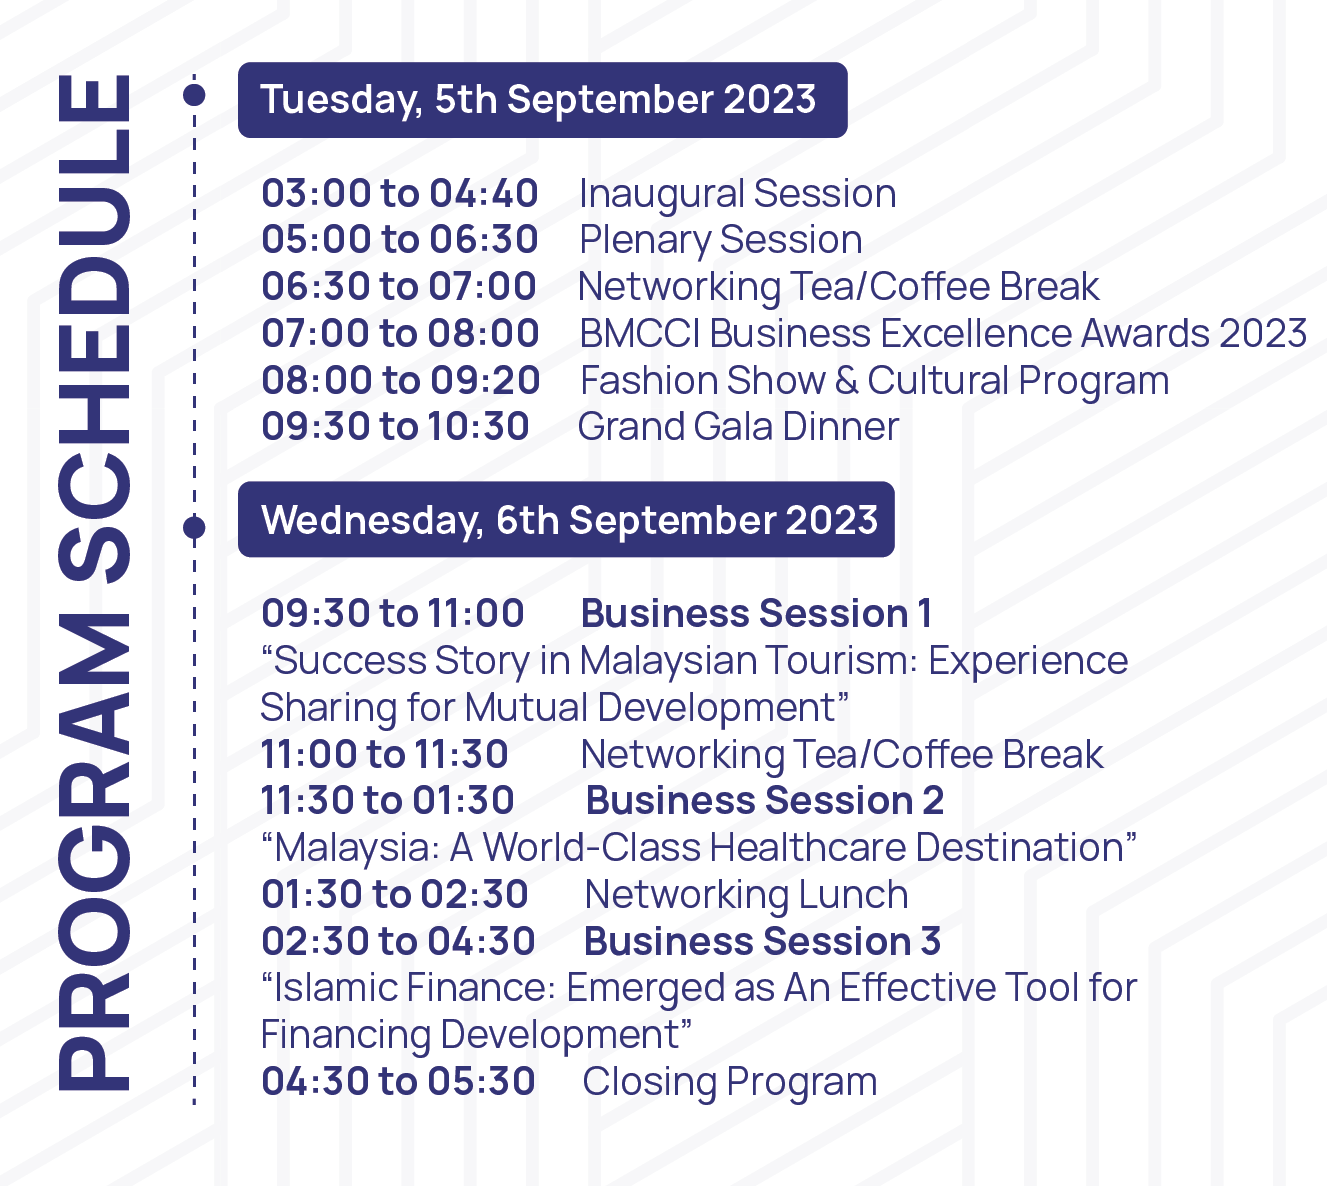 PROGRAM SCHEDULE
Tuesday, 5th September 2023
03:00 to 04:40 Inaugural Session
05:00 to 06:30 Plenary Session
06:30 to 07:00 Networking Tea/Coffee Break
07:00 to 08:00 BMCCI Business Excellence Awards 2023
08:00 to 09:20 Fashion Show & Cultural Program
09:30 to 10:30 Grand Gala Dinner
Wednesday, 6th September 2023
09:30 to 11:00 Business Session 1
“Success Story in Malaysian Tourism: Experience
Sharing for Mutual Development”
11:00 to 11:30 Networking Tea/Coffee Break
11:30 to 01:30 Business Session 2
“Malaysia: A World-Class Healthcare Destination”
01:30 to 02:30 Networking Lunch
02:30 to 04:30 Business Session 3
“Islamic Finance: Emerged as An Effective Tool for
Financing Development”
04:30 to 05:30 Closing Program